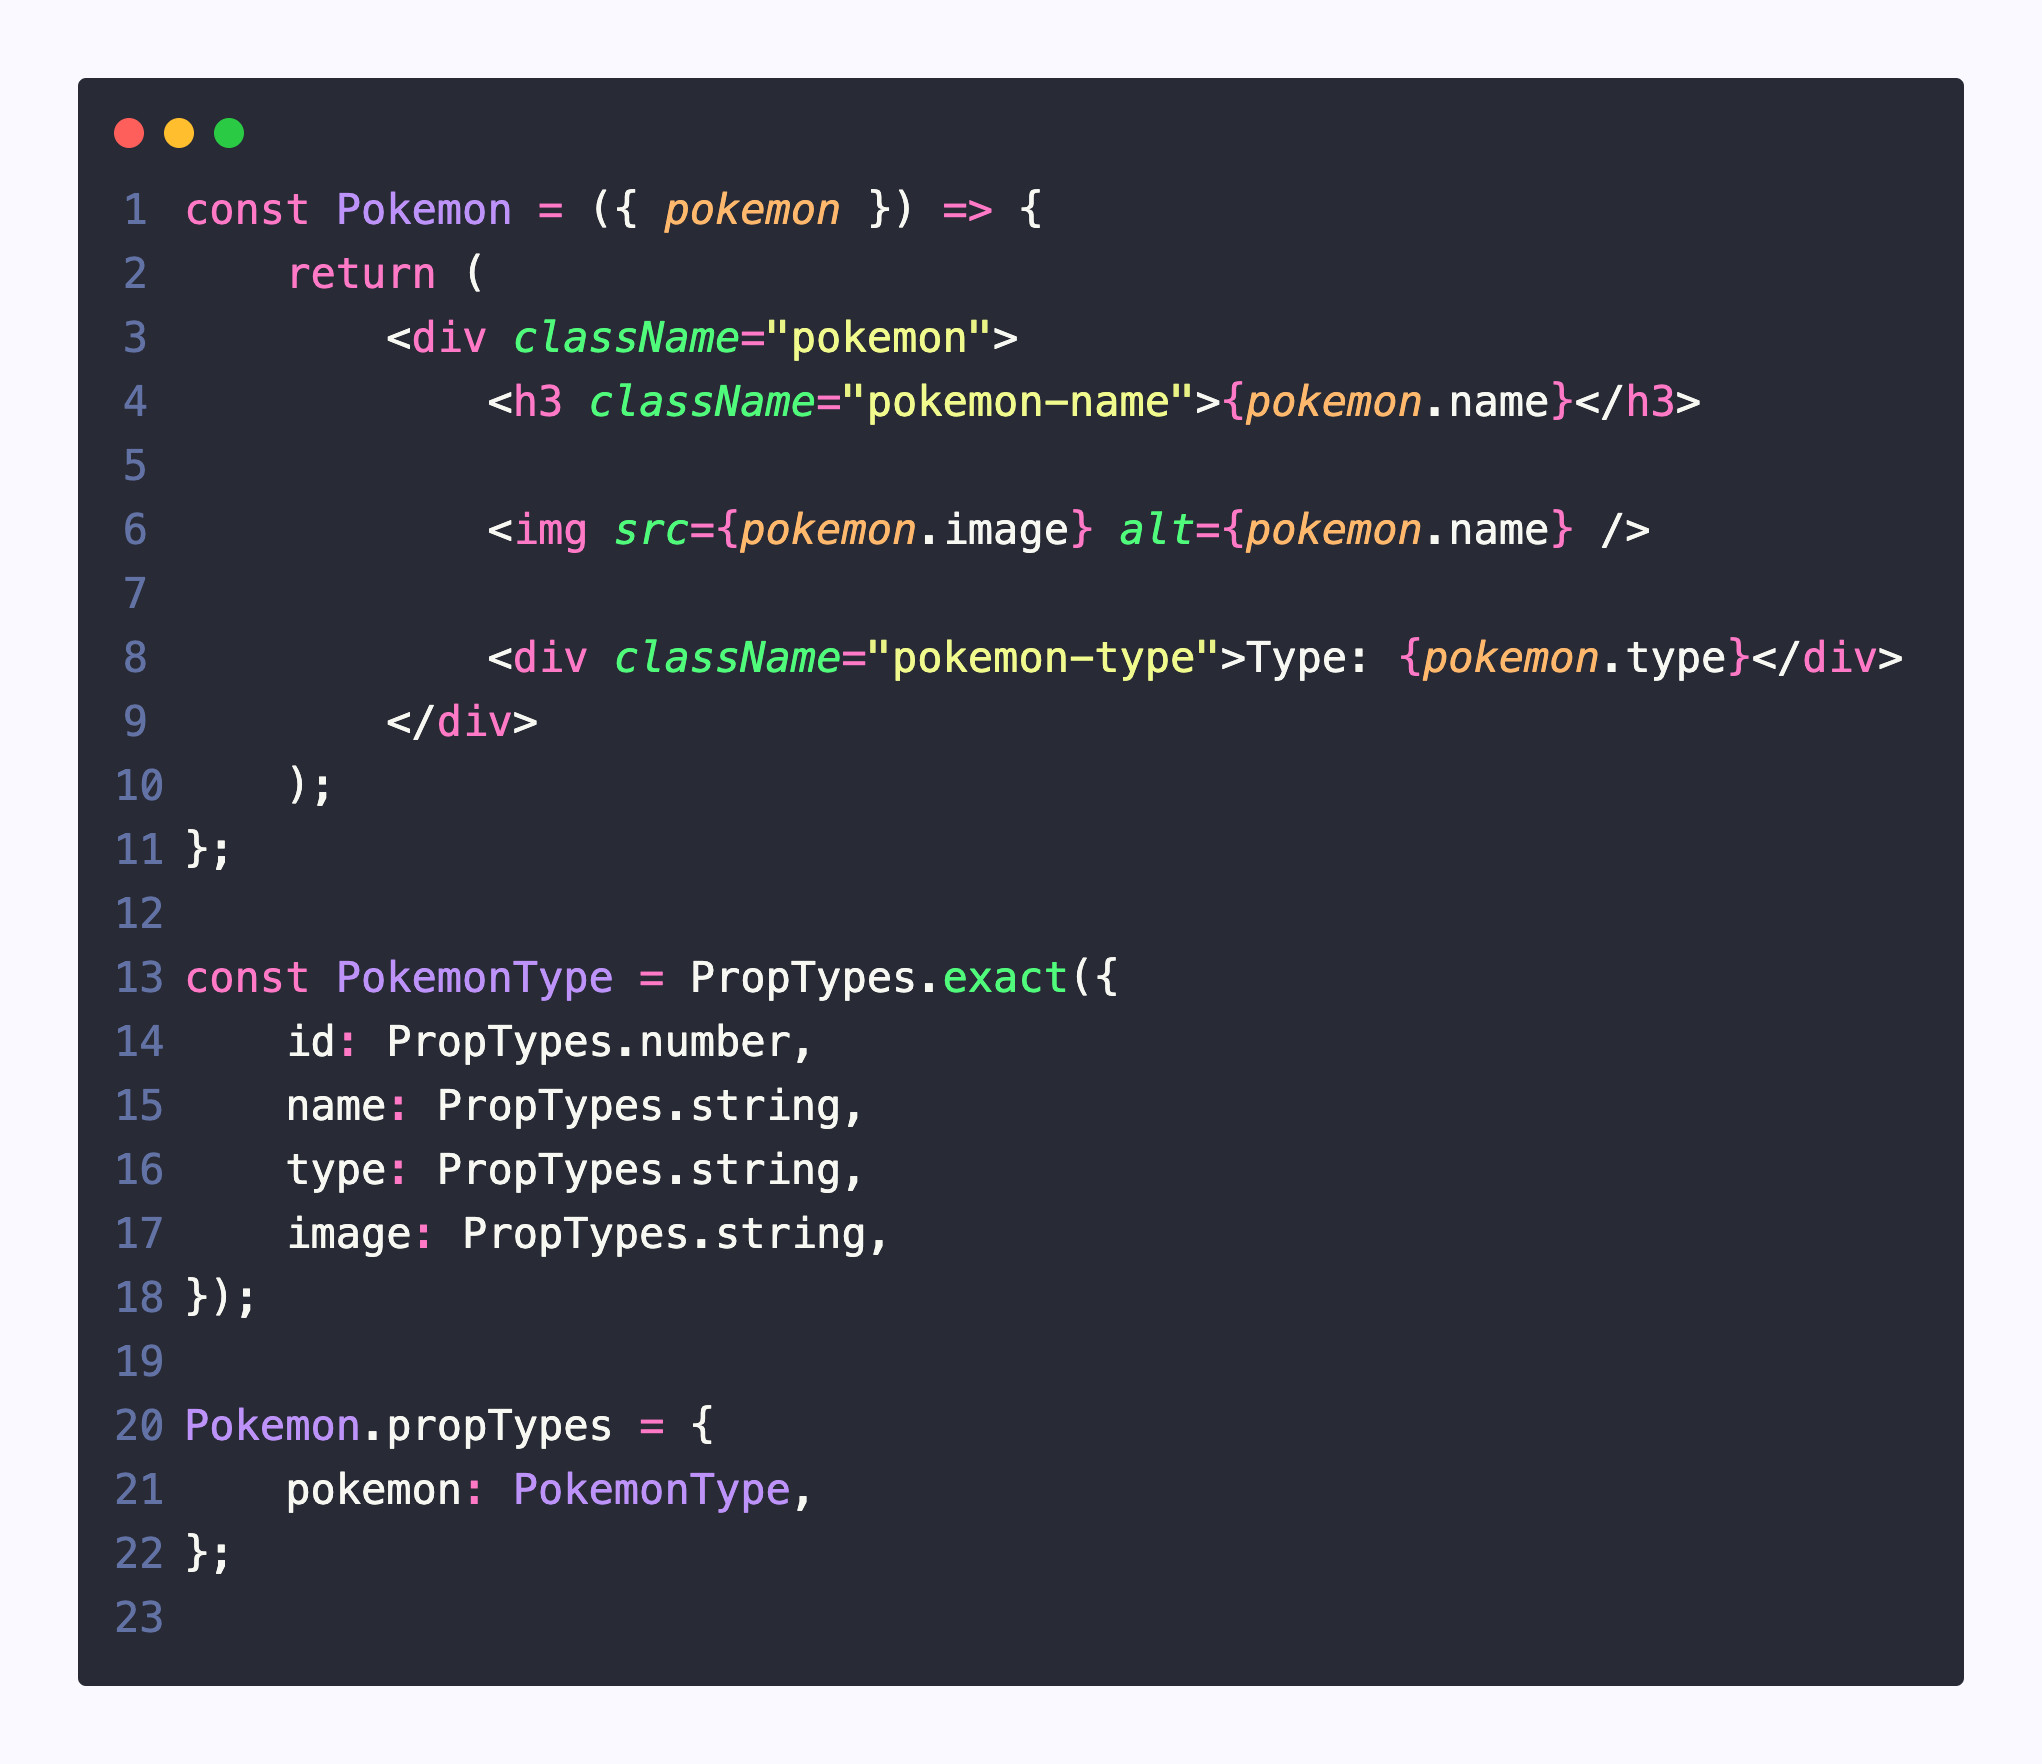 1 const Pokemon = ({ pokemon }) => {
2     return (
3         <div className="pokemon">
4             <h3 className="pokemon-name">{pokemon.name}</h3>
5
6             <img src={pokemon.image} alt={pokemon.name} />
7
8             <div className="pokemon-type">Type: {pokemon.type}</div>
9         </div>
10     );
11 };
12
13 const PokemonType = PropTypes.exact({
14     id: PropTypes.number,
15     name: PropTypes.string,
16     type: PropTypes.string,
17     image: PropTypes.string,
18 });
19
20 Pokemon.propTypes = {
21     pokemon: PokemonType,
22 };
23